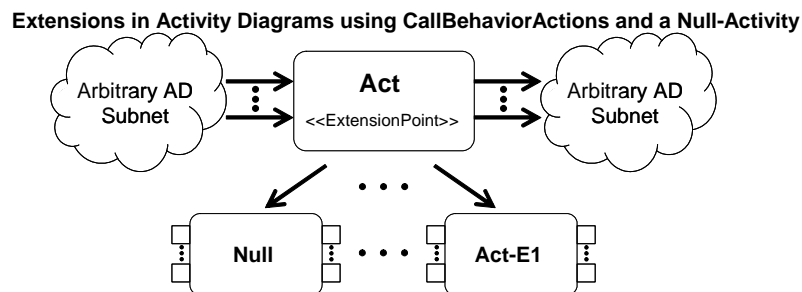 Extensions in Activity Diagrams using CallBehaviorActions and a Null-Activity
Arbitrary AD
Subnet
Act
<<ExtensionPoint>>
Arbitrary AD
Subnet
Null
Act-E1